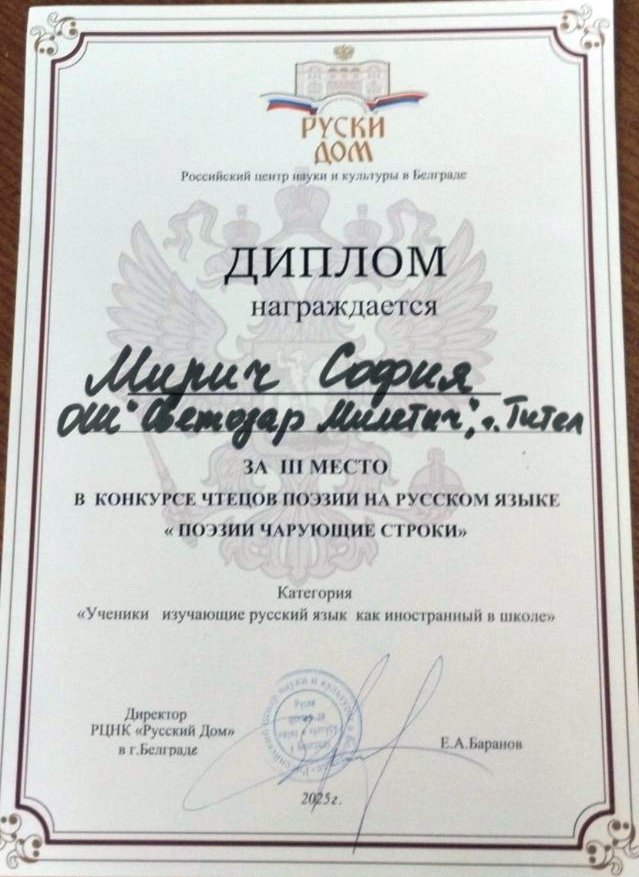 РУСКИ
ДОМ
Российский центр науки и культуры в Белграде
ДИПЛОМ
награждается
Мирич София
ОШ "Светозар Милетич", г. Тител
ЗА III МЕСТО
В КОНКУРСЕ ЧТЕЦОВ ПОЭЗИИ НА РУССКОМ ЯЗЫКЕ
« ПОЭЗИИ ЧАРУЮЩИЕ СТРОКИ»
Категория
«Ученики изучающие русский язык как иностранный в школе»
Директор
РЦНК «Русский Дом»
в г.Белграде
Е.А.Баранов
2025г.